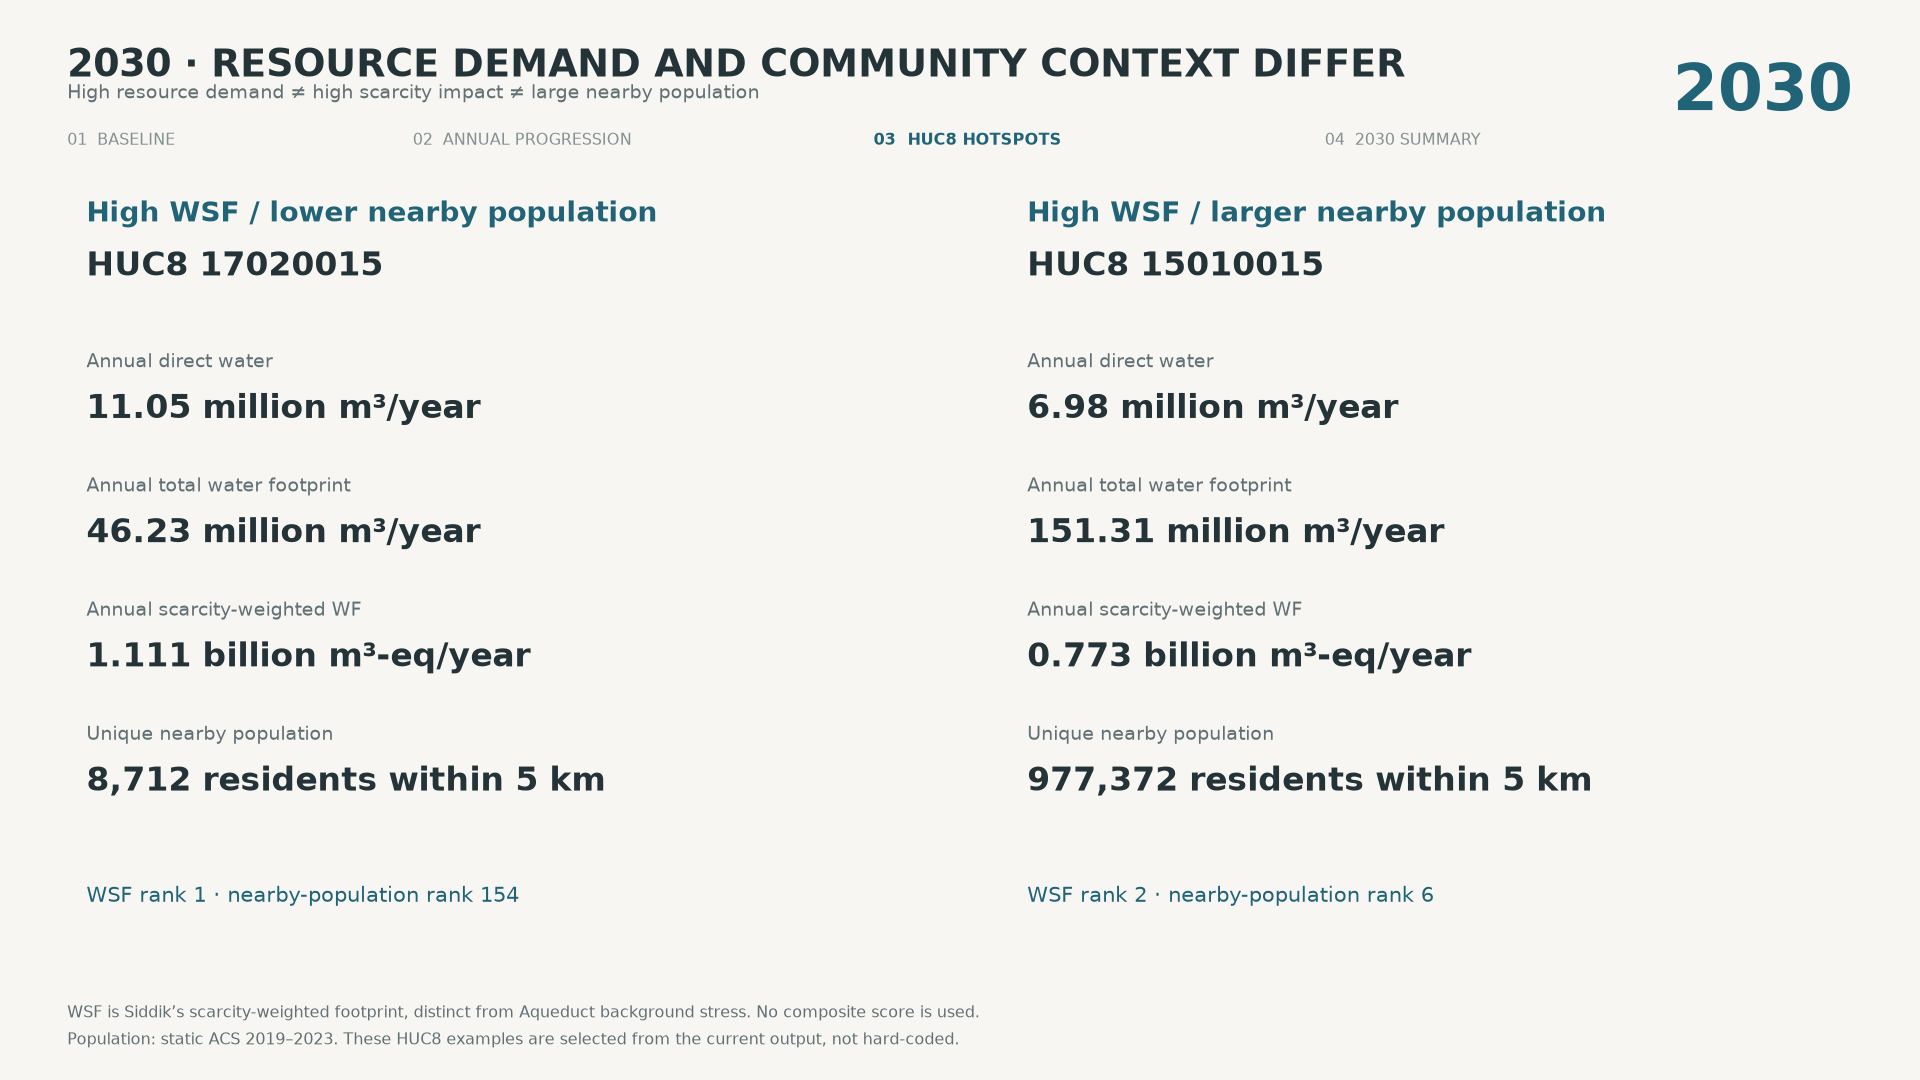 2030 · RESOURCE DEMAND AND COMMUNITY CONTEXT DIFFER
High resource demand ≠ high scarcity impact ≠ large nearby population
2030
01 BASELINE
02 ANNUAL PROGRESSION
03 HUC8 HOTSPOTS
04 2030 SUMMARY
High WSF / lower nearby population
HUC8 17020015
Annual direct water
11.05 million m³/year
Annual total water footprint
46.23 million m³/year
Annual scarcity-weighted WF
1.111 billion m³-eq/year
Unique nearby population
8,712 residents within 5 km
WSF rank 1 · nearby-population rank 154
High WSF / larger nearby population
HUC8 15010015
Annual direct water
6.98 million m³/year
Annual total water footprint
151.31 million m³/year
Annual scarcity-weighted WF
0.773 billion m³-eq/year
Unique nearby population
977,372 residents within 5 km
WSF rank 2 · nearby-population rank 6
WSF is Siddik’s scarcity-weighted footprint, distinct from Aqueduct background stress. No composite score is used.
Population: static ACS 2019–2023. These HUC8 examples are selected from the current output, not hard-coded.